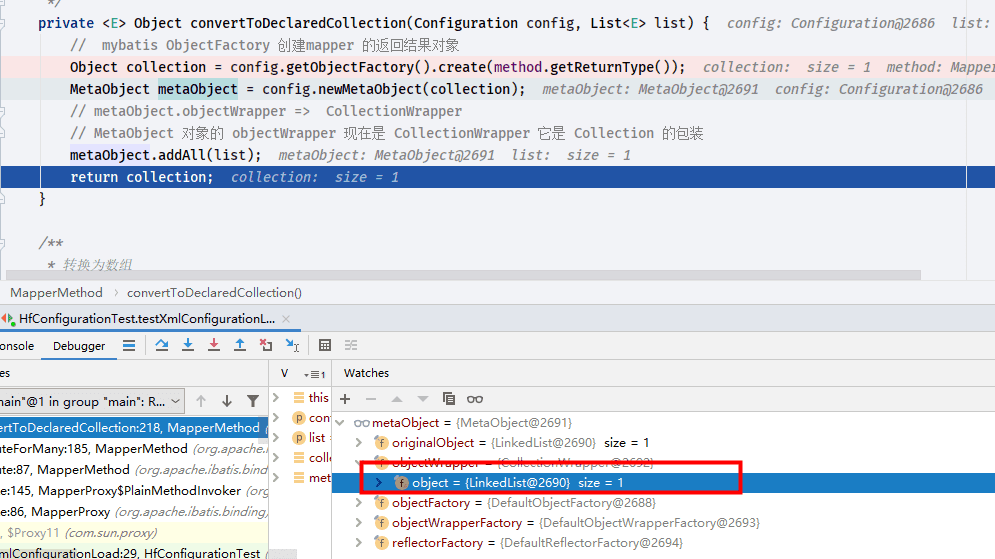 */
private <E> Object convertToDeclaredCollection(Configuration config, List<E> list) { config: Configuration@2686 list:
// mybatis ObjectFactory 创建mapper 的返回结果对象
Object collection = config.getObjectFactory().create(method.getReturnType()); collection: size = 1 method: Mapper
MetaObject metaObject = config.newMetaObject(collection); metaObject: MetaObject@2691 config: Configuration@2686
// metaObject.objectWrapper => CollectionWrapper
// MetaObject 对象的 objectWrapper 现在是 CollectionWrapper 它是 Collection 的包装
metaObject.addAll(list); metaObject: MetaObject@2691 list: size = 1
return collection; collection: size = 1
}
/**
* 转换为数组
MapperMethod > convertToDeclaredCollection()
HfConfigurationTest.testXmlConfigurationL... ×
onsole Debugger
es V 1 Watches
nain"@1 in group "main": R...
ertToDeclaredCollection:218, MapperMethod
uteForMany:185, MapperMethod (org.apache.
ute:87, MapperMethod (org.apache.ibatis.bind
e:145, MapperProxy$PlainMethodInvoker (org.
e:86, MapperProxy (org.apache.ibatis.binding)
, $Proxy11 (com.sun.proxy)
XmlConfigurationLoad:29, HfConfigurationTest
this
p con
p list =
colle
met
metaObject = {MetaObject@2691}
f originalObject = {LinkedList@2690} size = 1
f objectWrapper = {CollectionWrapper@2692}
f object = {LinkedList@2690} size = 1
f objectFactory = {DefaultObjectFactory@2688}
f objectWrapperFactory = {DefaultObjectWrapperFactory@2693}
f reflectorFactory = {DefaultReflectorFactory@2694}